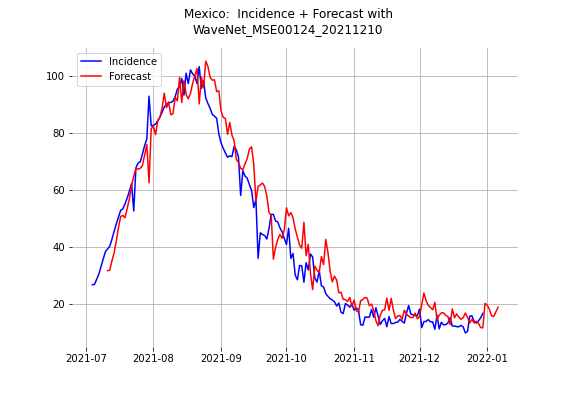 Mexico:  Incidence + Forecast with
WaveNet_MSE00124_20211210
Incidence
Forecast
100
80
60
40
20
2021-07 2021-08 2021-09 2021-10 2021-11 2021-12 2022-01